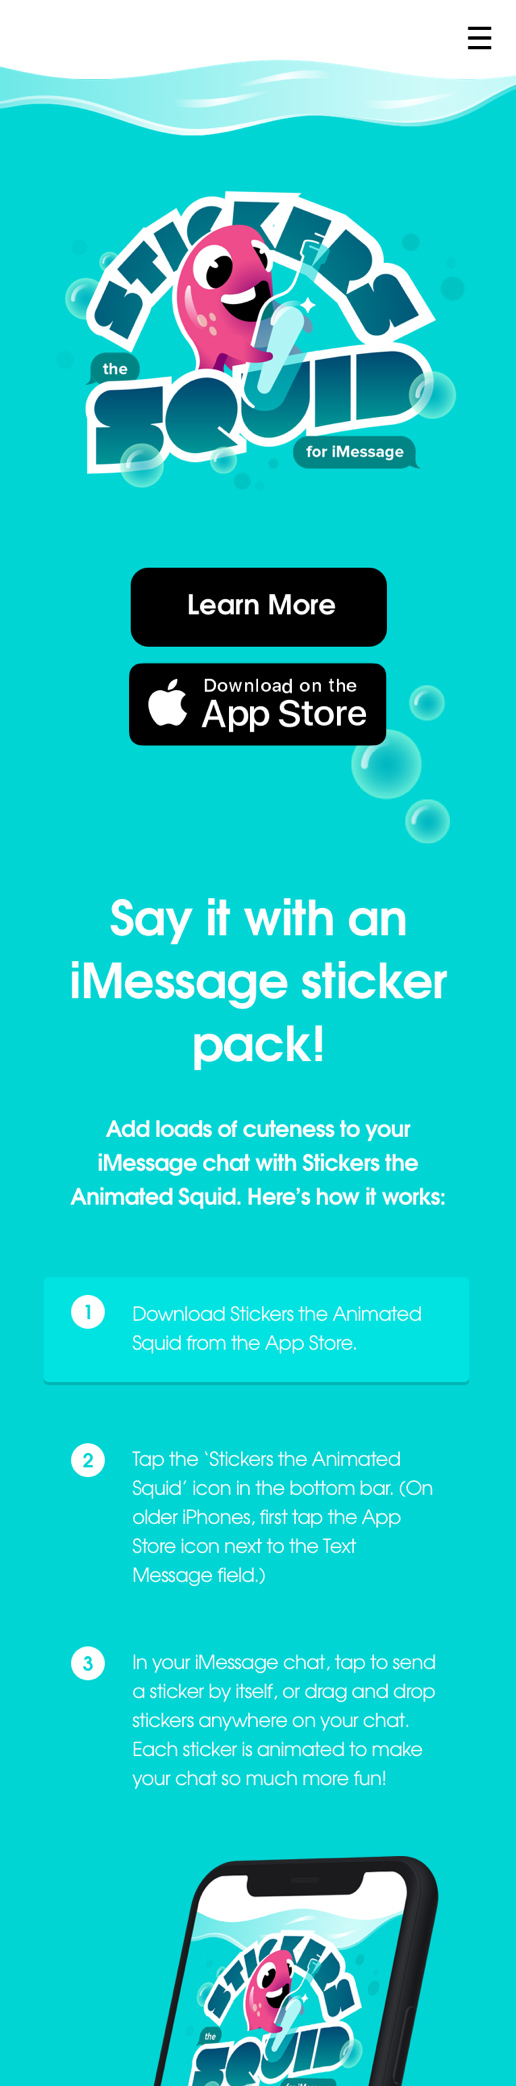 STICKERS
the
SQUID
for iMessage
Learn More
Download on the
App Store
Say it with an
iMessage sticker
pack!
Add loads of cuteness to your
iMessage chat with Stickers the
Animated Squid. Here’s how it works:
1
Download Stickers the Animated
Squid from the App Store.
2
Tap the ‘Stickers the Animated
Squid’ icon in the bottom bar. (On
older iPhones, first tap the App
Store icon next to the Text
Message field.)
3
In your iMessage chat, tap to send
a sticker by itself, or drag and drop
stickers anywhere on your chat.
Each sticker is animated to make
your chat so much more fun!
STICKERS
the
SQUID